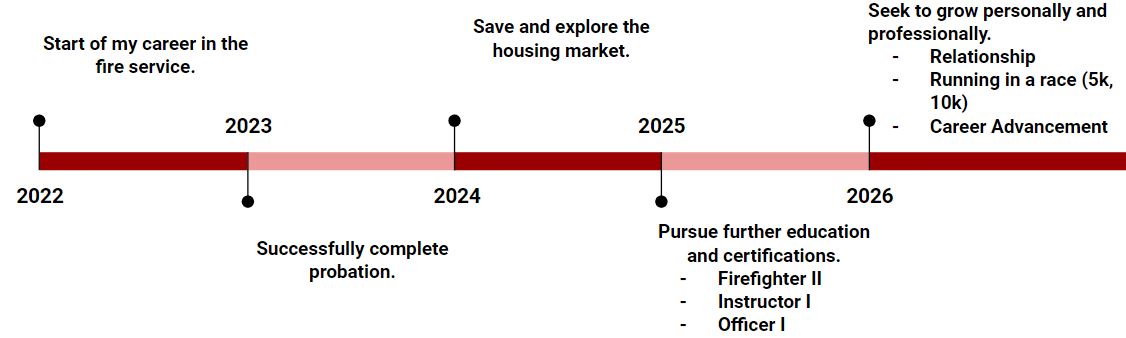 Start of my career in the
fire service.
Save and explore the
housing market.
Seek to grow personally and
professionally.
- Relationship
- Running in a race (5k,
10k)
- Career Advancement
2023
2025
2022
2024
2026
Successfully complete
probation.
Pursue further education
and certifications.
- Firefighter II
- Instructor I
- Officer I